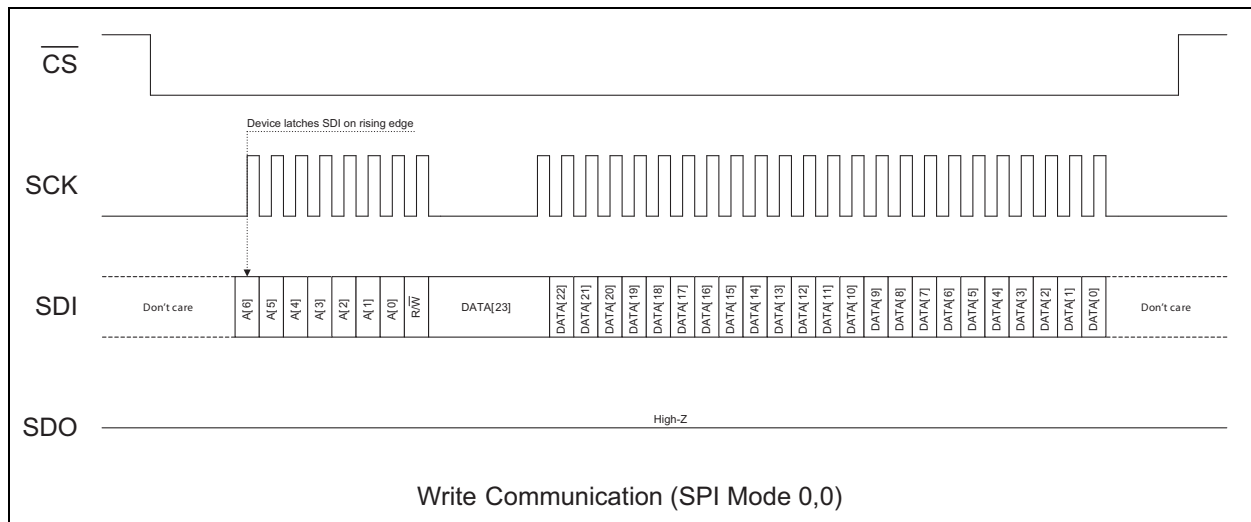 CS
Device latches SDI on rising edge
SCK
SDI
Don't care
A[6]
A[5]
A[4]
A[3]
A[2]
A[1]
A[0]
R/W
DATA[23]
DATA[22]
DATA[21]
DATA[20]
DATA[19]
DATA[18]
DATA[17]
DATA[16]
DATA[15]
DATA[14]
DATA[13]
DATA[12]
DATA[11]
DATA[10]
DATA[9]
DATA[8]
DATA[7]
DATA[6]
DATA[5]
DATA[4]
DATA[3]
DATA[2]
DATA[1]
DATA[0]
Don't care
SDO
High-Z
Write Communication (SPI Mode 0,0)